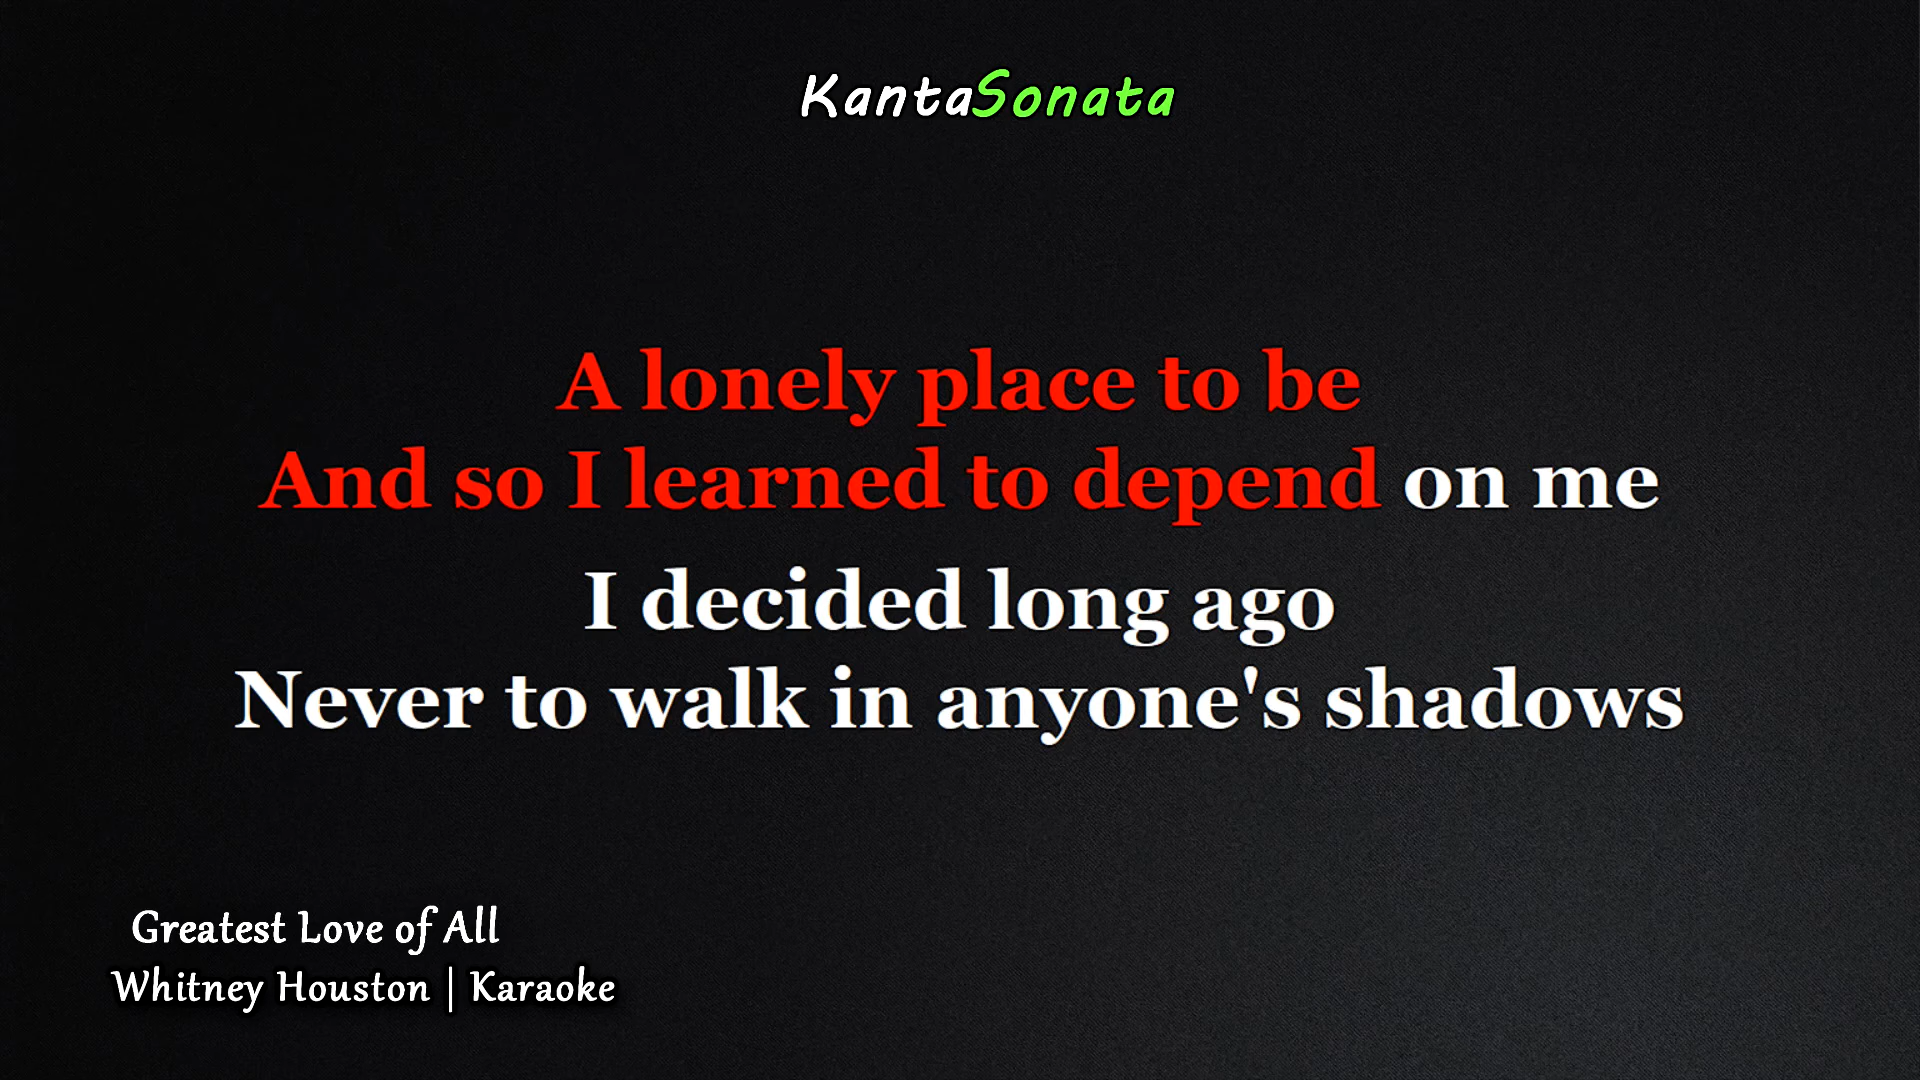 KantaSonata
A lonely place to be
And so I learned to depend on me
I decided long ago
Never to walk in anyone's shadows
Greatest Love of All
Whitney Houston | Karaoke